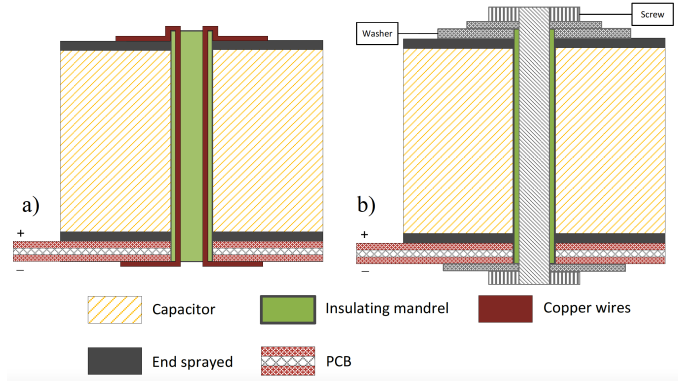 Screw
Washer
a)
b)
+
–
+
–
Capacitor
Insulating mandrel
Copper wires
End sprayed
PCB